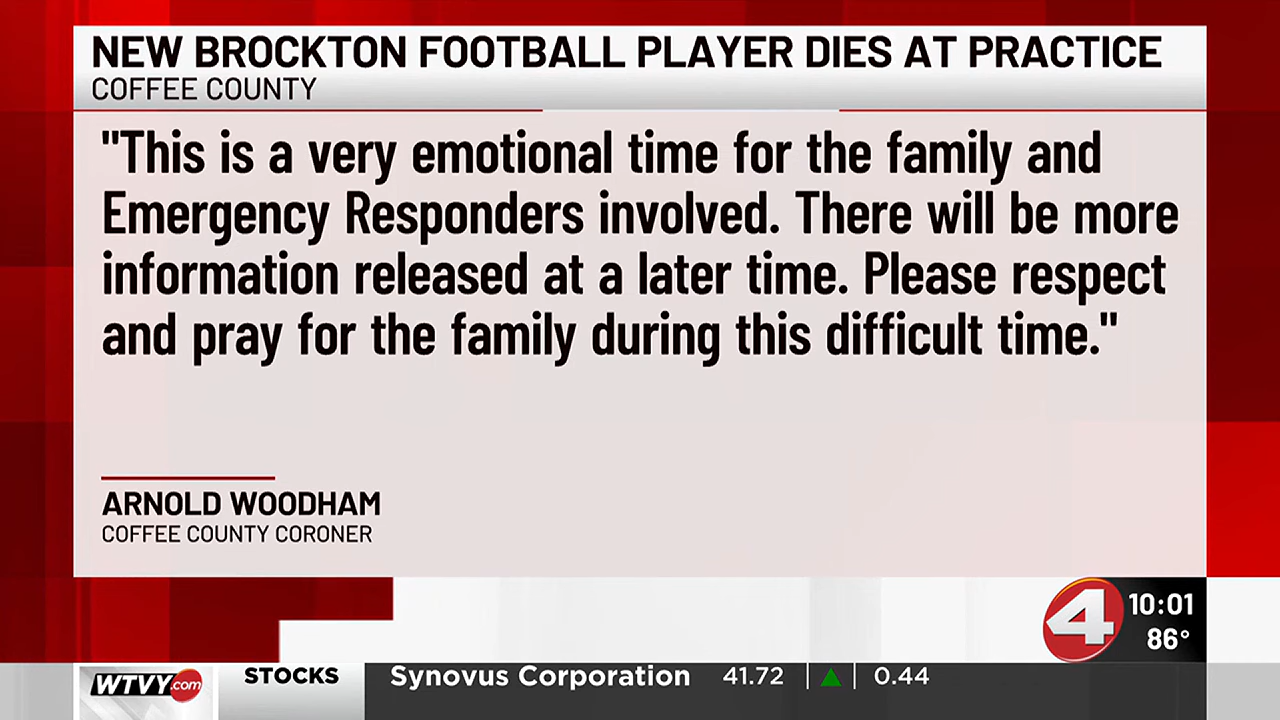 NEW BROCKTON FOOTBALL PLAYER DIES AT PRACTICE
COFFEE COUNTY
"This is a very emotional time for the family and
Emergency Responders involved. There will be more
information released at a later time. Please respect
and pray for the family during this difficult time."
ARNOLD WOODHAM
COFFEE COUNTY CORONER
4
10:01
86°
WTVY.com
STOCKS
Synovus Corporation 41.72 | ▲ | 0.44